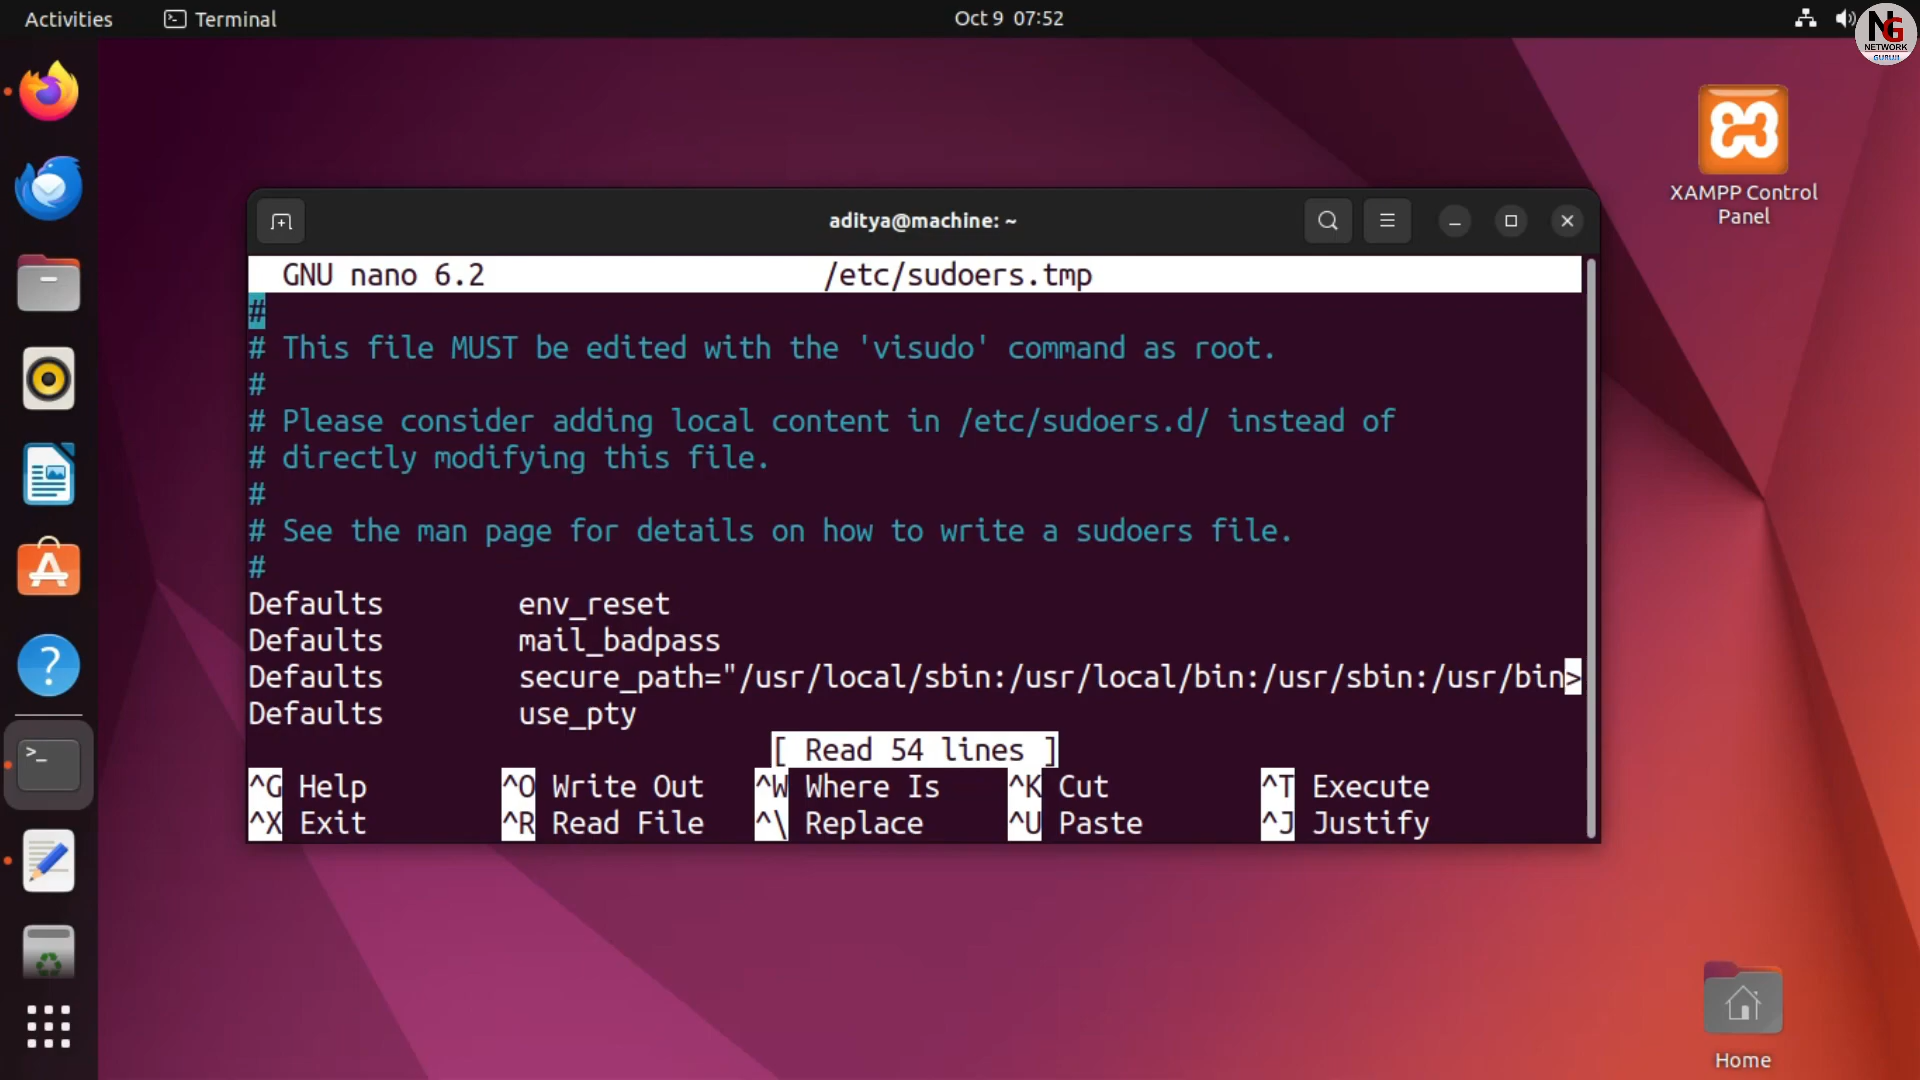 Activities
Terminal
Oct 9 07:52
NG
NETWORK
GURUJI
XAMPP Control
Panel
aditya@machine: ~
GNU nano 6.2 /etc/sudoers.tmp
#
# This file MUST be edited with the 'visudo' command as root.
#
# Please consider adding local content in /etc/sudoers.d/ instead of
# directly modifying this file.
#
# See the man page for details on how to write a sudoers file.
#
Defaults env_reset
Defaults mail_badpass
Defaults secure_path="/usr/local/sbin:/usr/local/bin:/usr/sbin:/usr/bin>
Defaults use_pty
[ Read 54 lines ]
^G Help ^O Write Out ^W Where Is ^K Cut ^T Execute
^X Exit ^R Read File ^\ Replace ^U Paste ^J Justify
Home